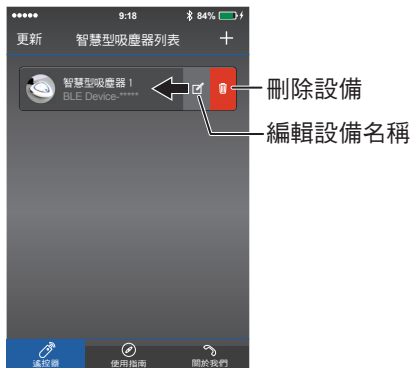 9:18 84%
更新 智慧型吸塵器列表 +
智慧型吸塵器 1
BLE Device-*****
刪除設備
編輯設備名稱
遙控器 使用指南 關於我們